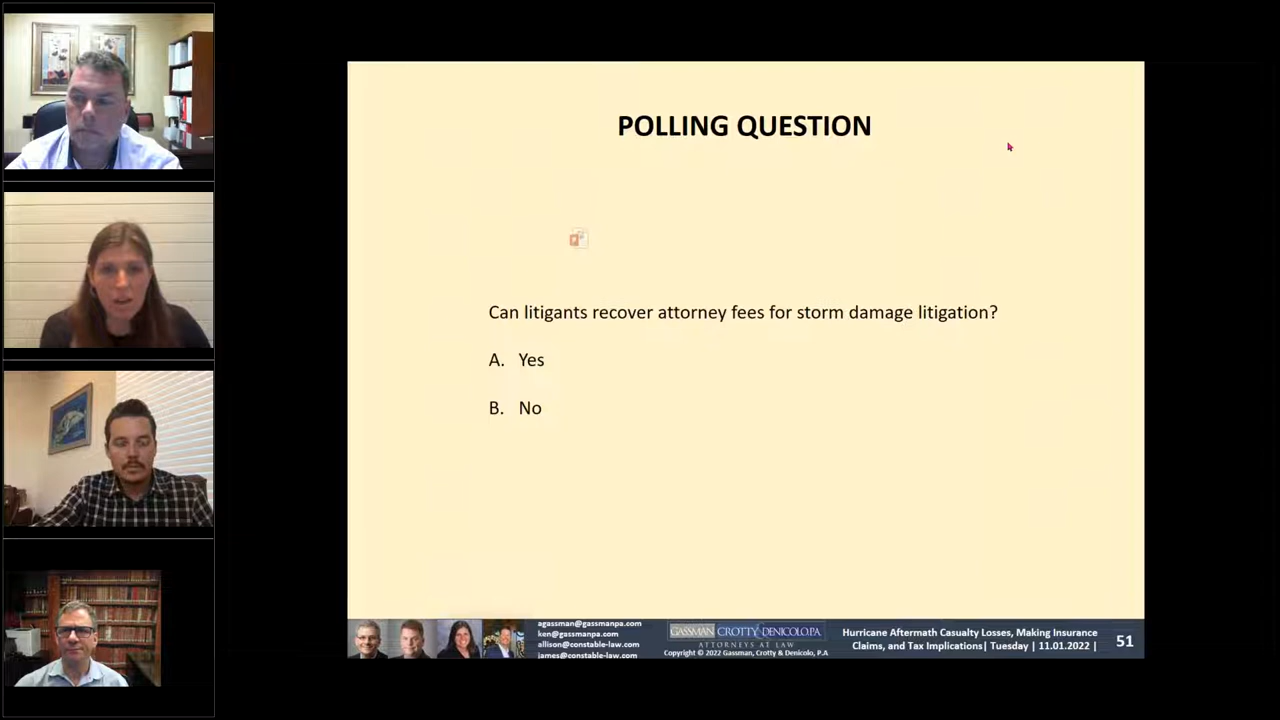 POLLING QUESTION
Can litigants recover attorney fees for storm damage litigation?
A. Yes
B. No
agassman@gassmanpa.com
ken@gassmanpa.com
allison@constable-law.com
james@constable-law.com
GASSMAN CROTTY DENICOLO, P.A.
ATTORNEYS AT LAW
Copyright © 2022 Gassman, Crotty & Denicolo, P.A
Hurricane Aftermath Casualty Losses, Making Insurance
Claims, and Tax Implications| Tuesday | 11.01.2022 |
51